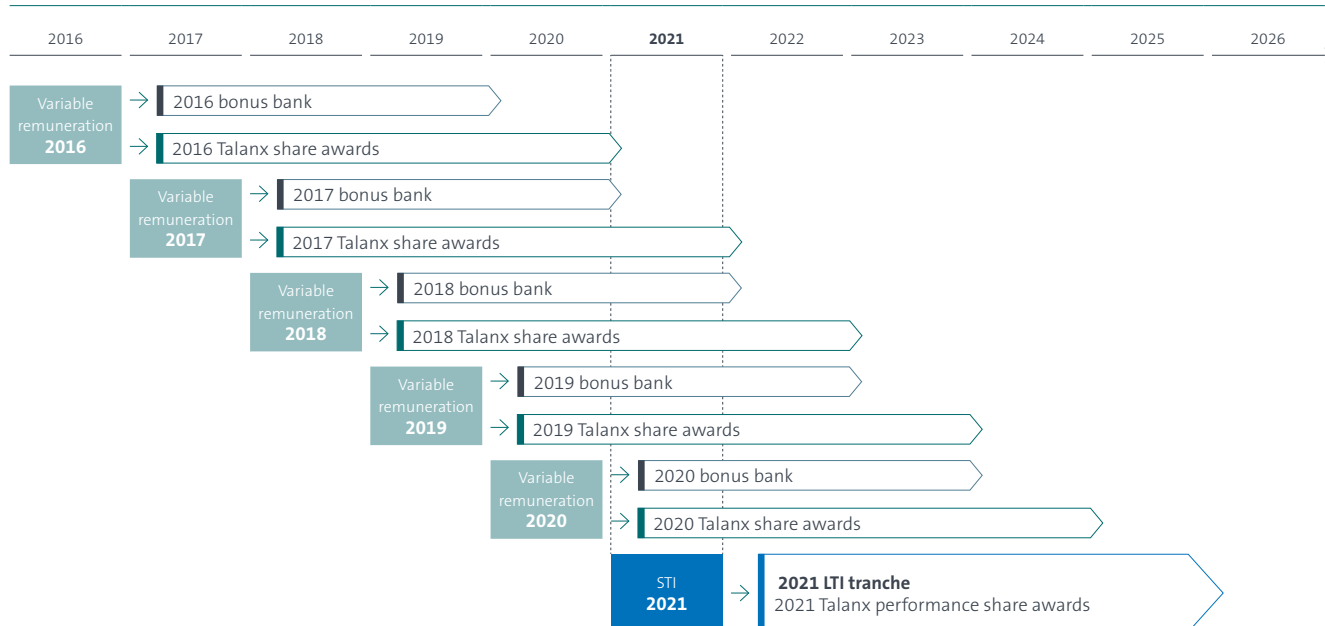 2016 2017 2018 2019 2020 2021 2022 2023 2024 2025 2026
Variable
remuneration
2016
2016 bonus bank
2016 Talanx share awards
Variable
remuneration
2017
2017 bonus bank
2017 Talanx share awards
Variable
remuneration
2018
2018 bonus bank
2018 Talanx share awards
Variable
remuneration
2019
2019 bonus bank
2019 Talanx share awards
Variable
remuneration
2020
2020 bonus bank
2020 Talanx share awards
STI
2021
2021 LTI tranche
2021 Talanx performance share awards